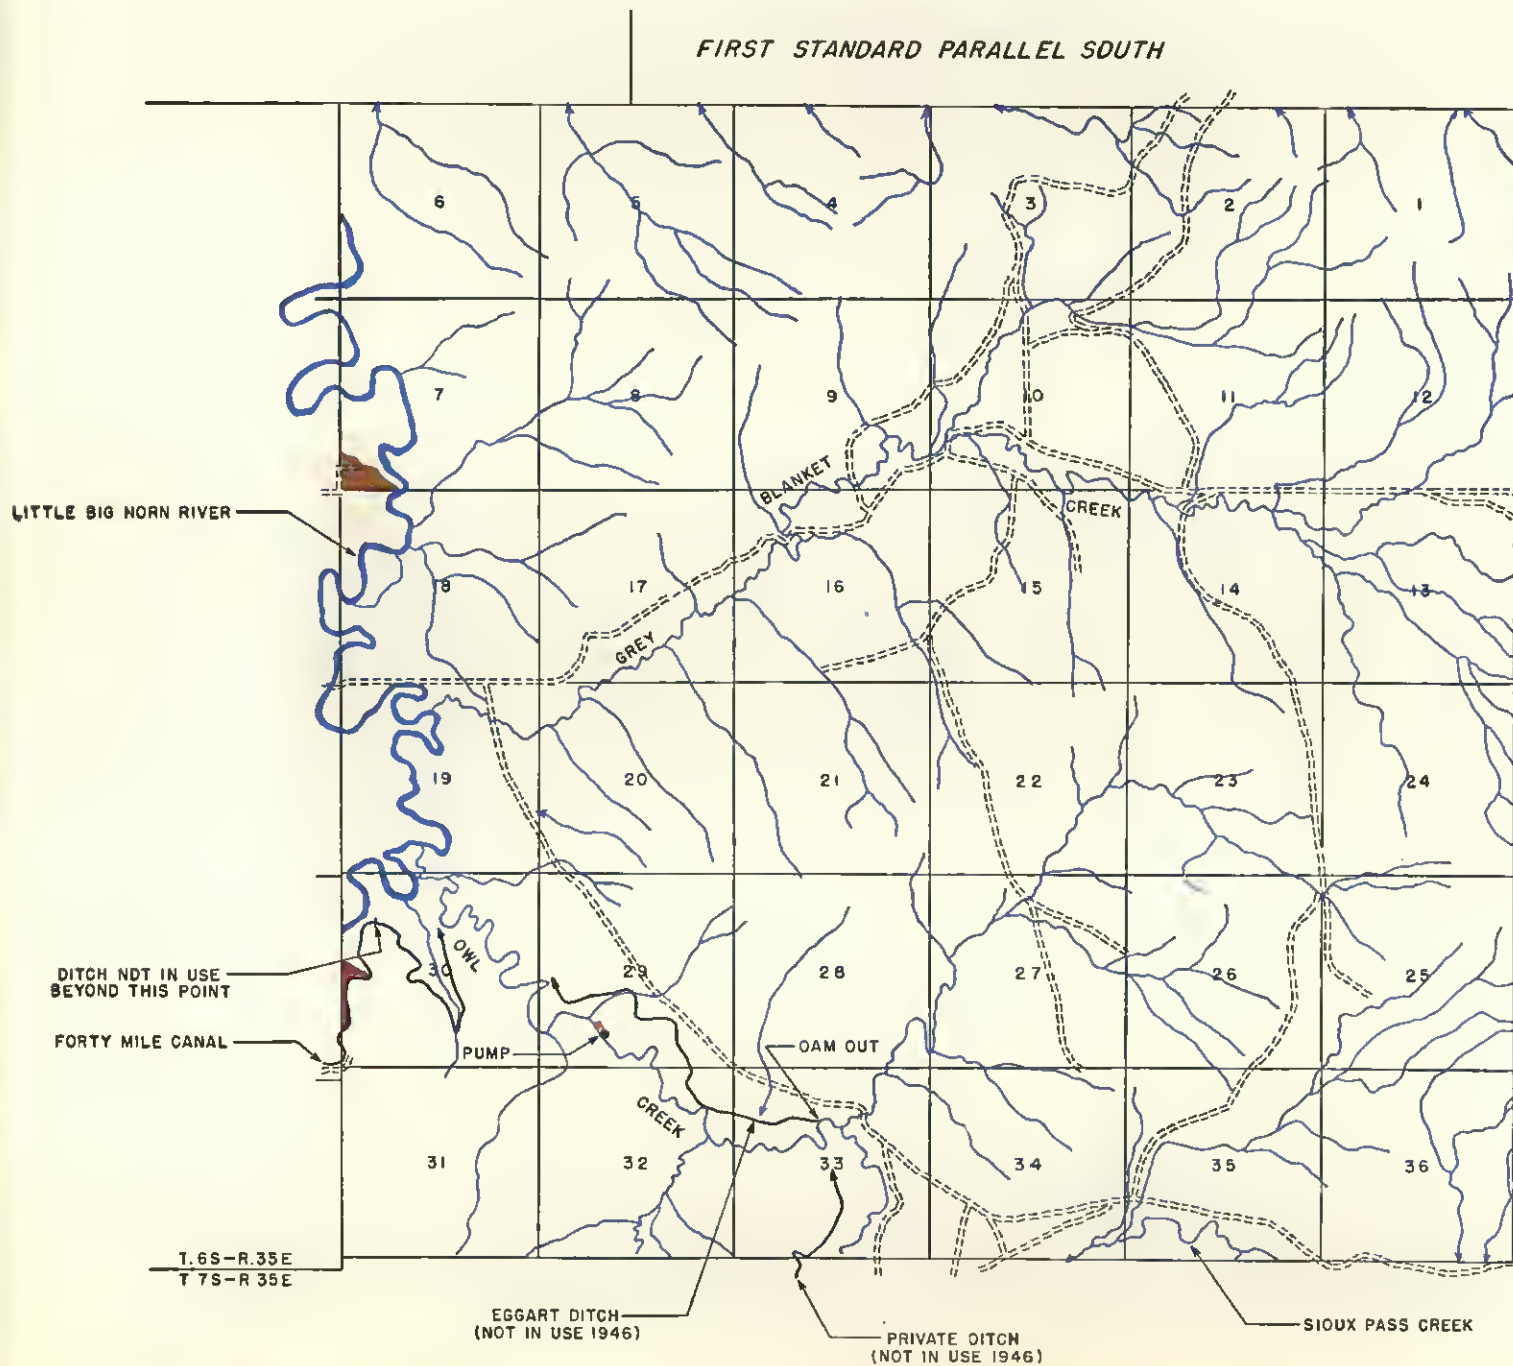 FIRST STANDARD PARALLEL SOUTH
6
5
4
3
2
1
7
8
9
10
11
12
BLANKET
CREEK
LITTLE BIG HORN RIVER
18
17
16
15
14
13
GREY
19
20
21
22
23
24
OWL
30
29
28
27
26
25
DITCH NOT IN USE
BEYOND THIS POINT
FORTY MILE CANAL
PUMP
DAM OUT
CREEK
31
32
33
34
35
36
T.6S-R.35E
T 7S-R 35E
EGGART DITCH
(NOT IN USE 1946)
PRIVATE DITCH
(NOT IN USE 1946)
SIOUX PASS CREEK